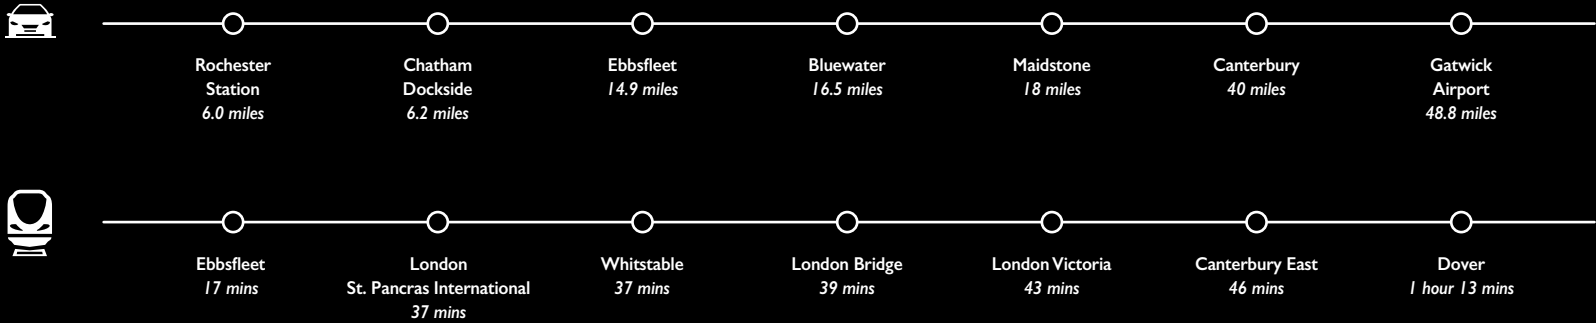 Rochester
Station
6.0 miles
Chatham
Dockside
6.2 miles
Ebbsfleet
14.9 miles
Bluewater
16.5 miles
Maidstone
18 miles
Canterbury
40 miles
Gatwick
Airport
48.8 miles
Ebbsfleet
17 mins
London
St. Pancras International
37 mins
Whitstable
37 mins
London Bridge
39 mins
London Victoria
43 mins
Canterbury East
46 mins
Dover
1 hour 13 mins